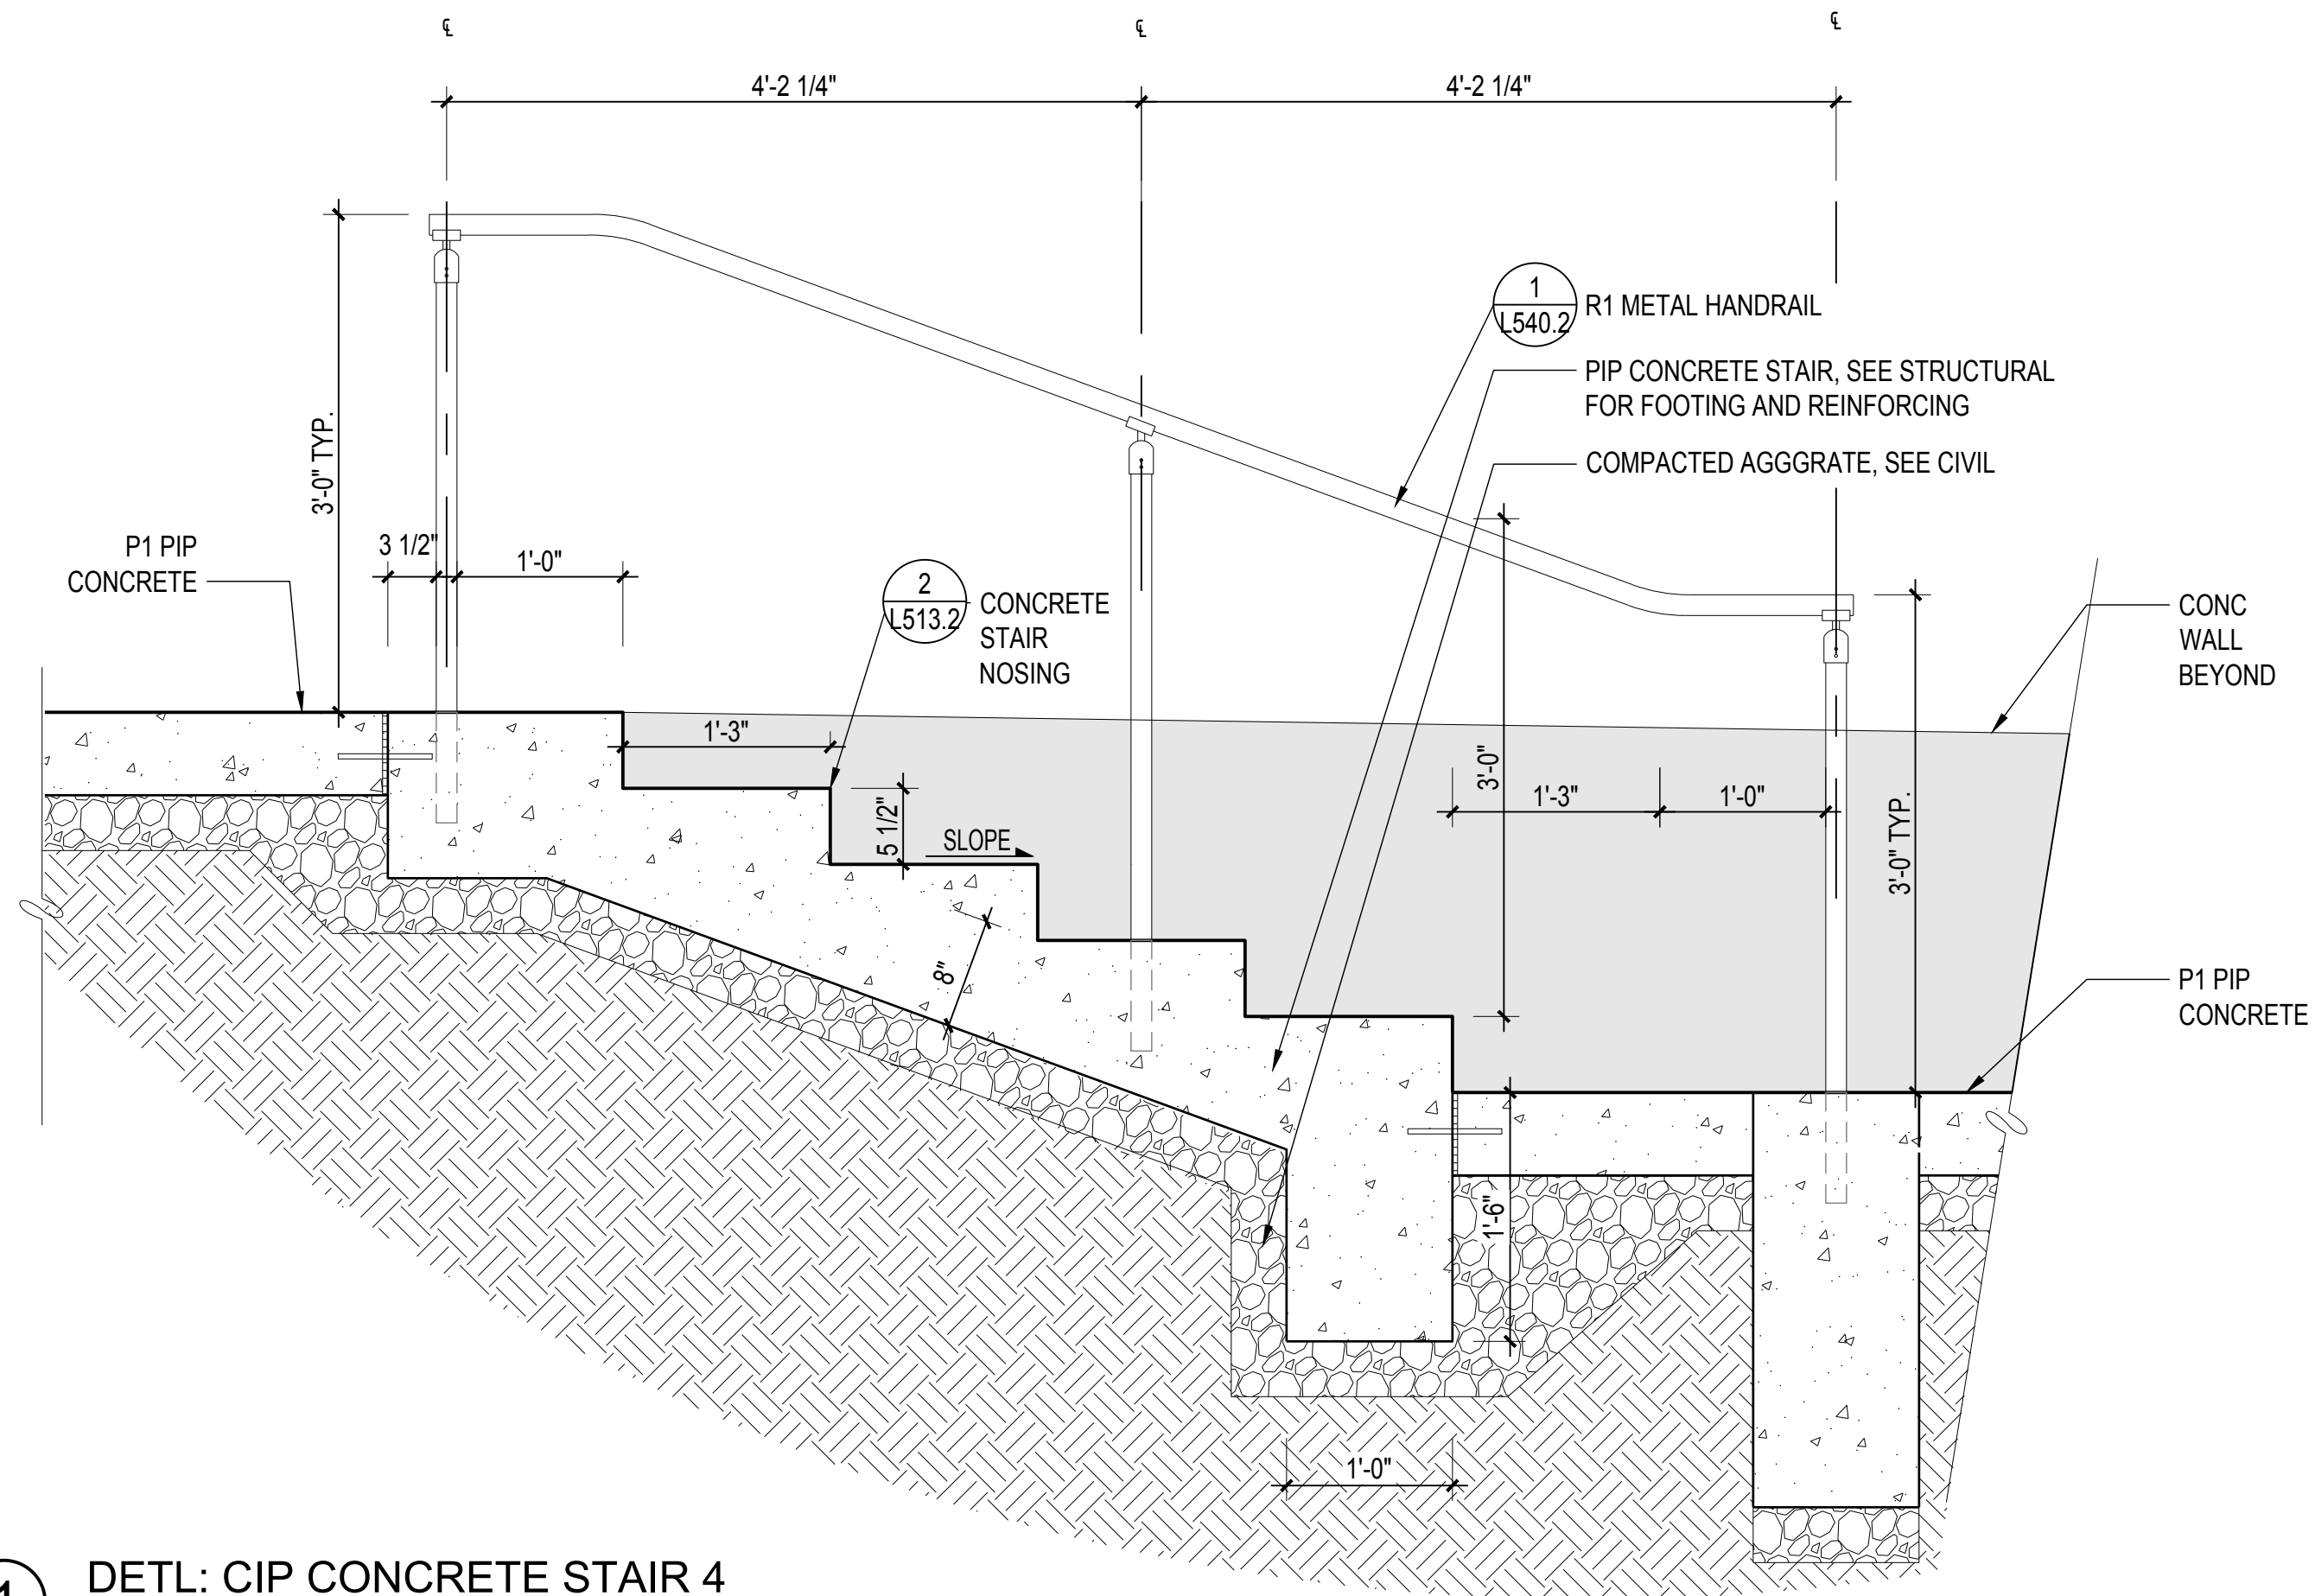 ℄
℄
℄
4'-2 1/4"
4'-2 1/4"
1
L540.2
R1 METAL HANDRAIL
PIP CONCRETE STAIR, SEE STRUCTURAL
FOR FOOTING AND REINFORCING
COMPACTED AGGGRATE, SEE CIVIL
3'-0" TYP.
P1 PIP
CONCRETE
3 1/2"
1'-0"
2
L513.2
CONCRETE
STAIR
NOSING
CONC
WALL
BEYOND
1'-3"
5 1/2"
SLOPE
3'-0"
1'-3"
1'-0"
3'-0" TYP.
8"
P1 PIP
CONCRETE
1'-6"
1'-0"
DETL: CIP CONCRETE STAIR 4